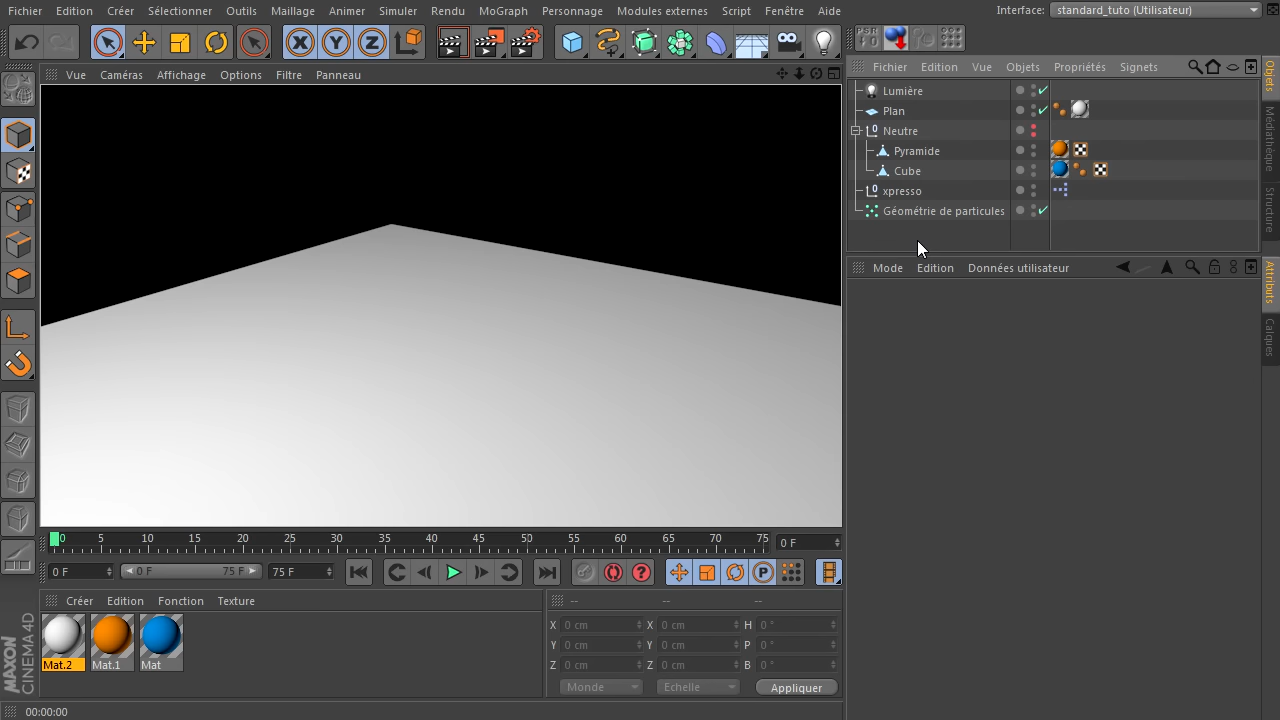 Fichier Edition Créer Sélectionner Outils Maillage Animer Simuler Rendu MoGraph Personnage Modules externes Script Fenêtre Aide Interface: standard_tuto (Utilisateur)
X Y Z PSR
Vue Caméras Affichage Options Filtre Panneau
Fichier Edition Vue Objets Propriétés Signets
Lumière
Plan
Neutre
Pyramide
Cube
xpresso
Géométrie de particules
Objets
Médiathèque
Structure
Mode Edition Données utilisateur
Attributs
Calques
0 5 10 15 20 25 30 35 40 45 50 55 60 65 70 75 0 F
0 F 0 F 75 F 75 F P
Créer Edition Fonction Texture
Mat.2 Mat.1 Mat
-- -- --
X 0 cm X 0 cm H 0 °
Y 0 cm Y 0 cm P 0 °
Z 0 cm Z 0 cm B 0 °
Monde Echelle Appliquer
MAXON
CINEMA 4D
00:00:00